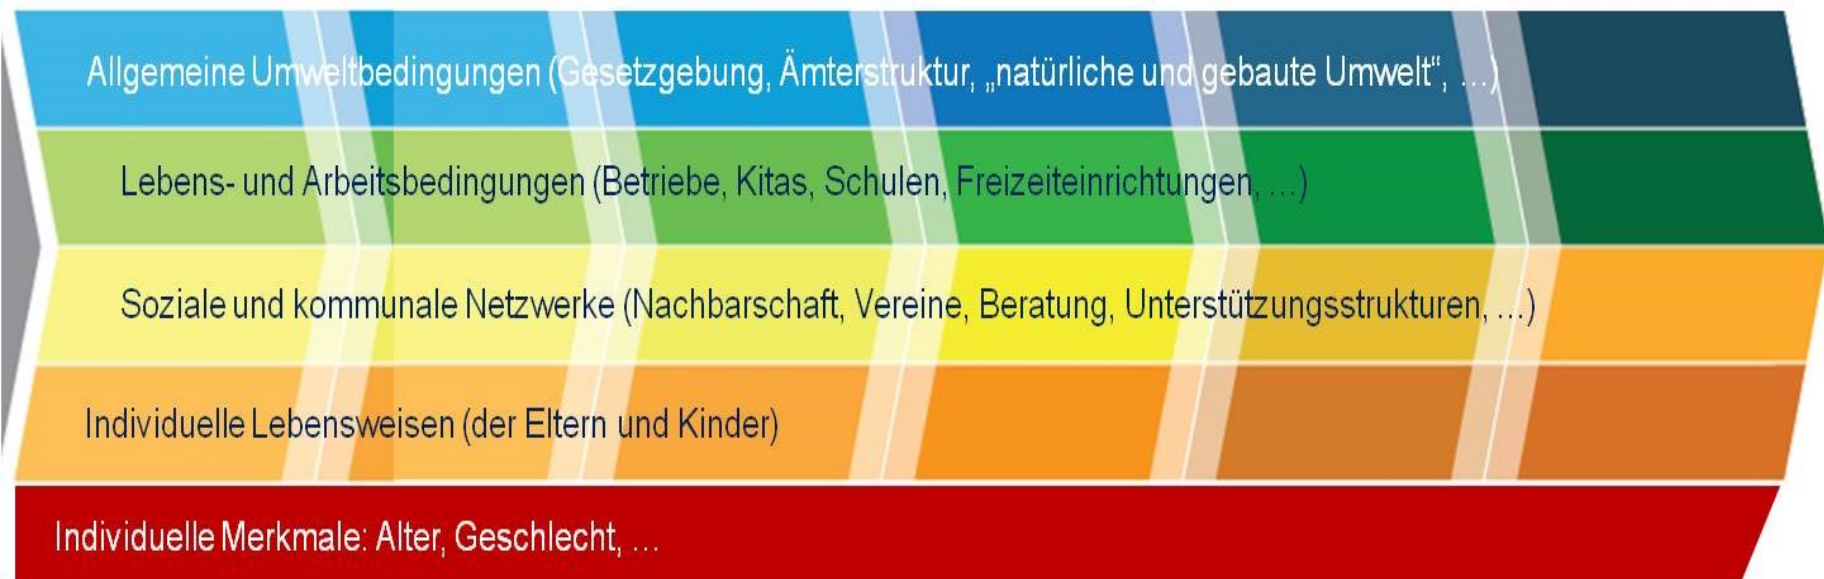 Allgemeine Umweltbedingungen (Gesetzgebung, Ämterstruktur, „natürliche und gebaute Umwelt“, …)
Lebens- und Arbeitsbedingungen (Betriebe, Kitas, Schulen, Freizeiteinrichtungen, …)
Soziale und kommunale Netzwerke (Nachbarschaft, Vereine, Beratung, Unterstützungsstrukturen, …)
Individuelle Lebensweisen (der Eltern und Kinder)
Individuelle Merkmale: Alter, Geschlecht, …